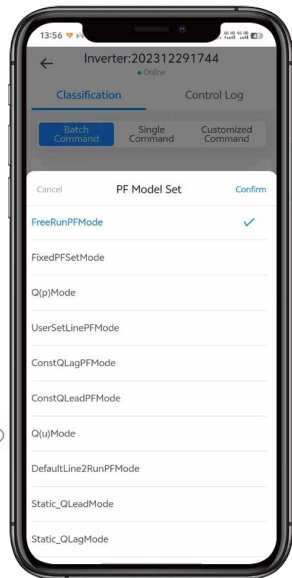 13:56
Inverter:202312291744
Online
Classification
Control Log
Batch
Command
Single
Command
Customized
Command
Cancel
PF Model Set
Confirm
FreeRunPFMode
FixedPFSetMode
Q(p)Mode
UserSetLinePFMode
ConstQLagPFMode
ConstQLeadPFMode
Q(u)Mode
DefaultLine2RunPFMode
Static_QLeadMode
Static_QLagMode